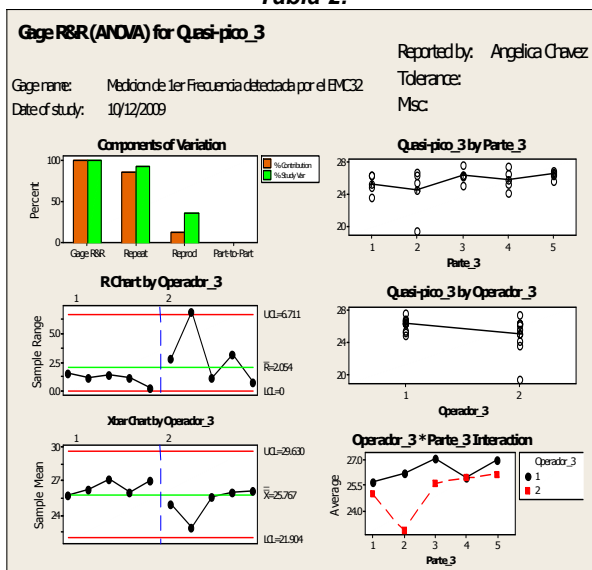 Tabla 2.
Gage R&R (ANOVA) for Quasi-pico_3
Reported by: Angelica Chavez
Gage name: Medicion de 1er Frecuencia detectada por el EMC32
Tolerance:
Date of study: 10/12/2009
Misc:
Components of Variation
100
50
0
Percent
Gage R&R Repeat Reprod Part-to-Part
% Contribution
% Study Var
Quasi-pico_3 by Parte_3
28
24
20
1 2 3 4 5
Parte_3
R Chart by Operador_3
1 2
Sample Range
5.0
2.5
0.0
UCL=6.711
R=2.054
LCL=0
Quasi-pico_3 by Operador_3
28
24
20
1 2
Operador_3
Xbar Chart by Operador_3
1 2
Sample Mean
30
27
24
UCL=29.630
X=25.767
LCL=21.904
Operador_3 * Parte_3 Interaction
Average
27.0
25.5
24.0
1 2 3 4 5
Parte_3
Operador_3
1
2